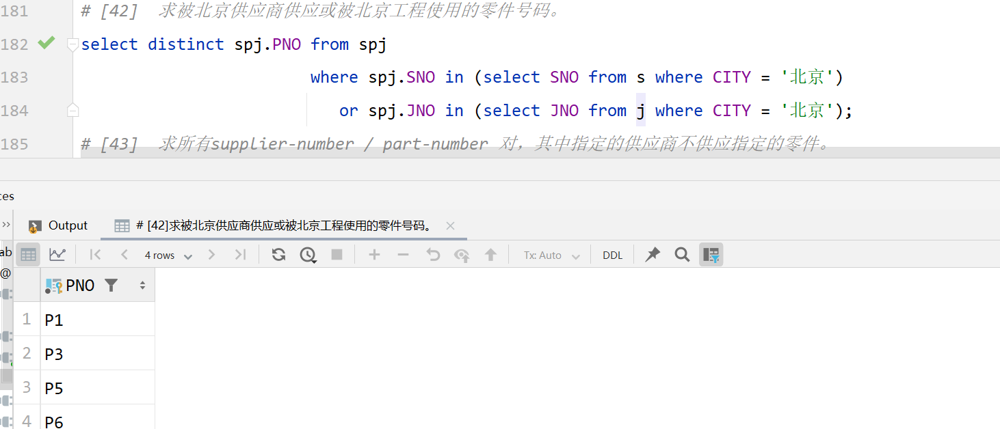 181 # [42]  求被北京供应商供应或被北京工程使用的零件号码。
182 select distinct spj.PNO from spj
183 where spj.SNO in (select SNO from s where CITY = '北京')
184 or spj.JNO in (select JNO from j where CITY = '北京');
185 # [43]  求所有supplier-number / part-number 对，其中指定的供应商不供应指定的零件。
ces
Output # [42]求被北京供应商供应或被北京工程使用的零件号码。
ab 4 rows Tx: Auto DDL
@
PNO
1 P1
2 P3
3 P5
4 P6